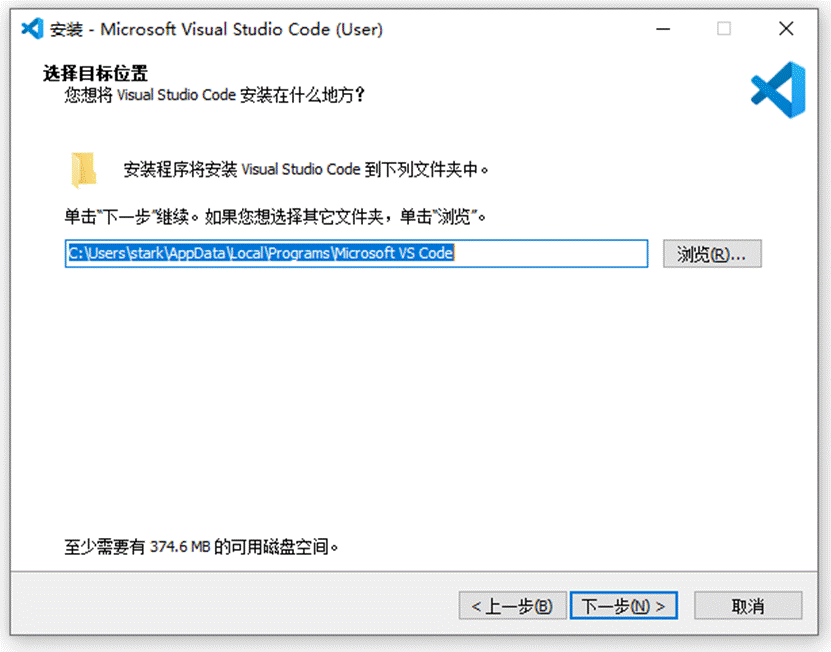 安装 - Microsoft Visual Studio Code (User)
选择目标位置
您想将 Visual Studio Code 安装在什么地方？
安装程序将安装 Visual Studio Code 到下列文件夹中。
单击“下一步”继续。如果您想选择其它文件夹，单击“浏览”。
C:\Users\stark\AppData\Local\Programs\Microsoft VS Code
浏览(R)...
至少需要有 374.6 MB 的可用磁盘空间。
< 上一步(B) 下一步(N) > 取消